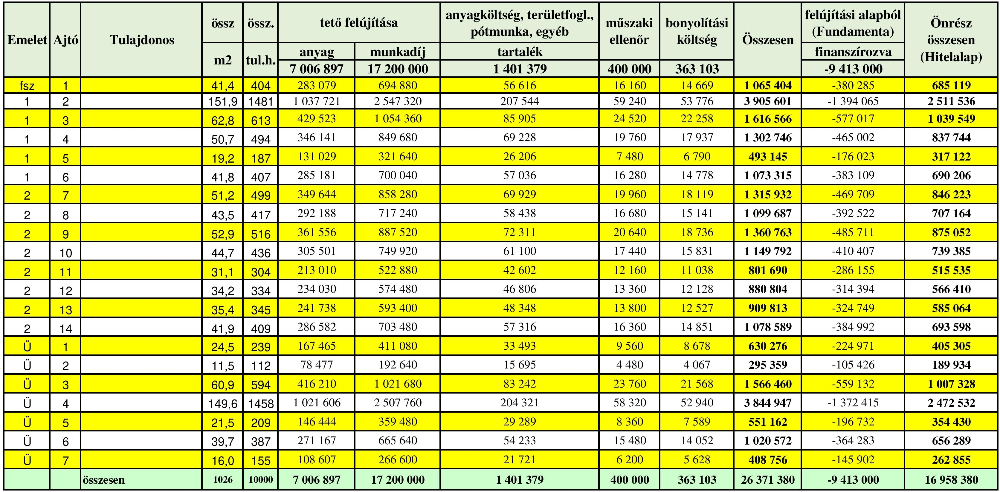 Emelet Ajtó Tulajdonos össz össz. tető felújítása anyagköltség, területfogl., pótmunka, egyéb műszaki ellenőr bonyolítási költség Összesen felújítási alapból (Fundamenta) Önrész összesen (Hitelalap)
m2 tul.h. anyag munkadíj tartalék finanszírozva
7 006 897 17 200 000 1 401 379 400 000 363 103 -9 413 000
fsz 1 41,4 404 283 079 694 880 56 616 16 160 14 669 1 065 404 -380 285 685 119
1 2 151,9 1481 1 037 721 2 547 320 207 544 59 240 53 776 3 905 601 -1 394 065 2 511 536
1 3 62,8 613 429 523 1 054 360 85 905 24 520 22 258 1 616 566 -577 017 1 039 549
1 4 50,7 494 346 141 849 680 69 228 19 760 17 937 1 302 746 -465 002 837 744
1 5 19,2 187 131 029 321 640 26 206 7 480 6 790 493 145 -176 023 317 122
1 6 41,8 407 285 181 700 040 57 036 16 280 14 778 1 073 315 -383 109 690 206
2 7 51,2 499 349 644 858 280 69 929 19 960 18 119 1 315 932 -469 709 846 223
2 8 43,5 417 292 188 717 240 58 438 16 680 15 141 1 099 687 -392 522 707 164
2 9 52,9 516 361 556 887 520 72 311 20 640 18 736 1 360 763 -485 711 875 052
2 10 44,7 436 305 501 749 920 61 100 17 440 15 831 1 149 792 -410 407 739 385
2 11 31,1 304 213 010 522 880 42 602 12 160 11 038 801 690 -286 155 515 535
2 12 34,2 334 234 030 574 480 46 806 13 360 12 128 880 804 -314 394 566 410
2 13 35,4 345 241 738 593 400 48 348 13 800 12 527 909 813 -324 749 585 064
2 14 41,9 409 286 582 703 480 57 316 16 360 14 851 1 078 589 -384 992 693 598
Ü 1 24,5 239 167 465 411 080 33 493 9 560 8 678 630 276 -224 971 405 305
Ü 2 11,5 112 78 477 192 640 15 695 4 480 4 067 295 359 -105 426 189 934
Ü 3 60,9 594 416 210 1 021 680 83 242 23 760 21 568 1 566 460 -559 132 1 007 328
Ü 4 149,6 1458 1 021 606 2 507 760 204 321 58 320 52 940 3 844 947 -1 372 415 2 472 532
Ü 5 21,5 209 146 444 359 480 29 289 8 360 7 589 551 162 -196 732 354 430
Ü 6 39,7 387 271 167 665 640 54 233 15 480 14 052 1 020 572 -364 283 656 289
Ü 7 16,0 155 108 607 266 600 21 721 6 200 5 628 408 756 -145 902 262 855
összesen 1026 10000 7 006 897 17 200 000 1 401 379 400 000 363 103 26 371 380 -9 413 000 16 958 380